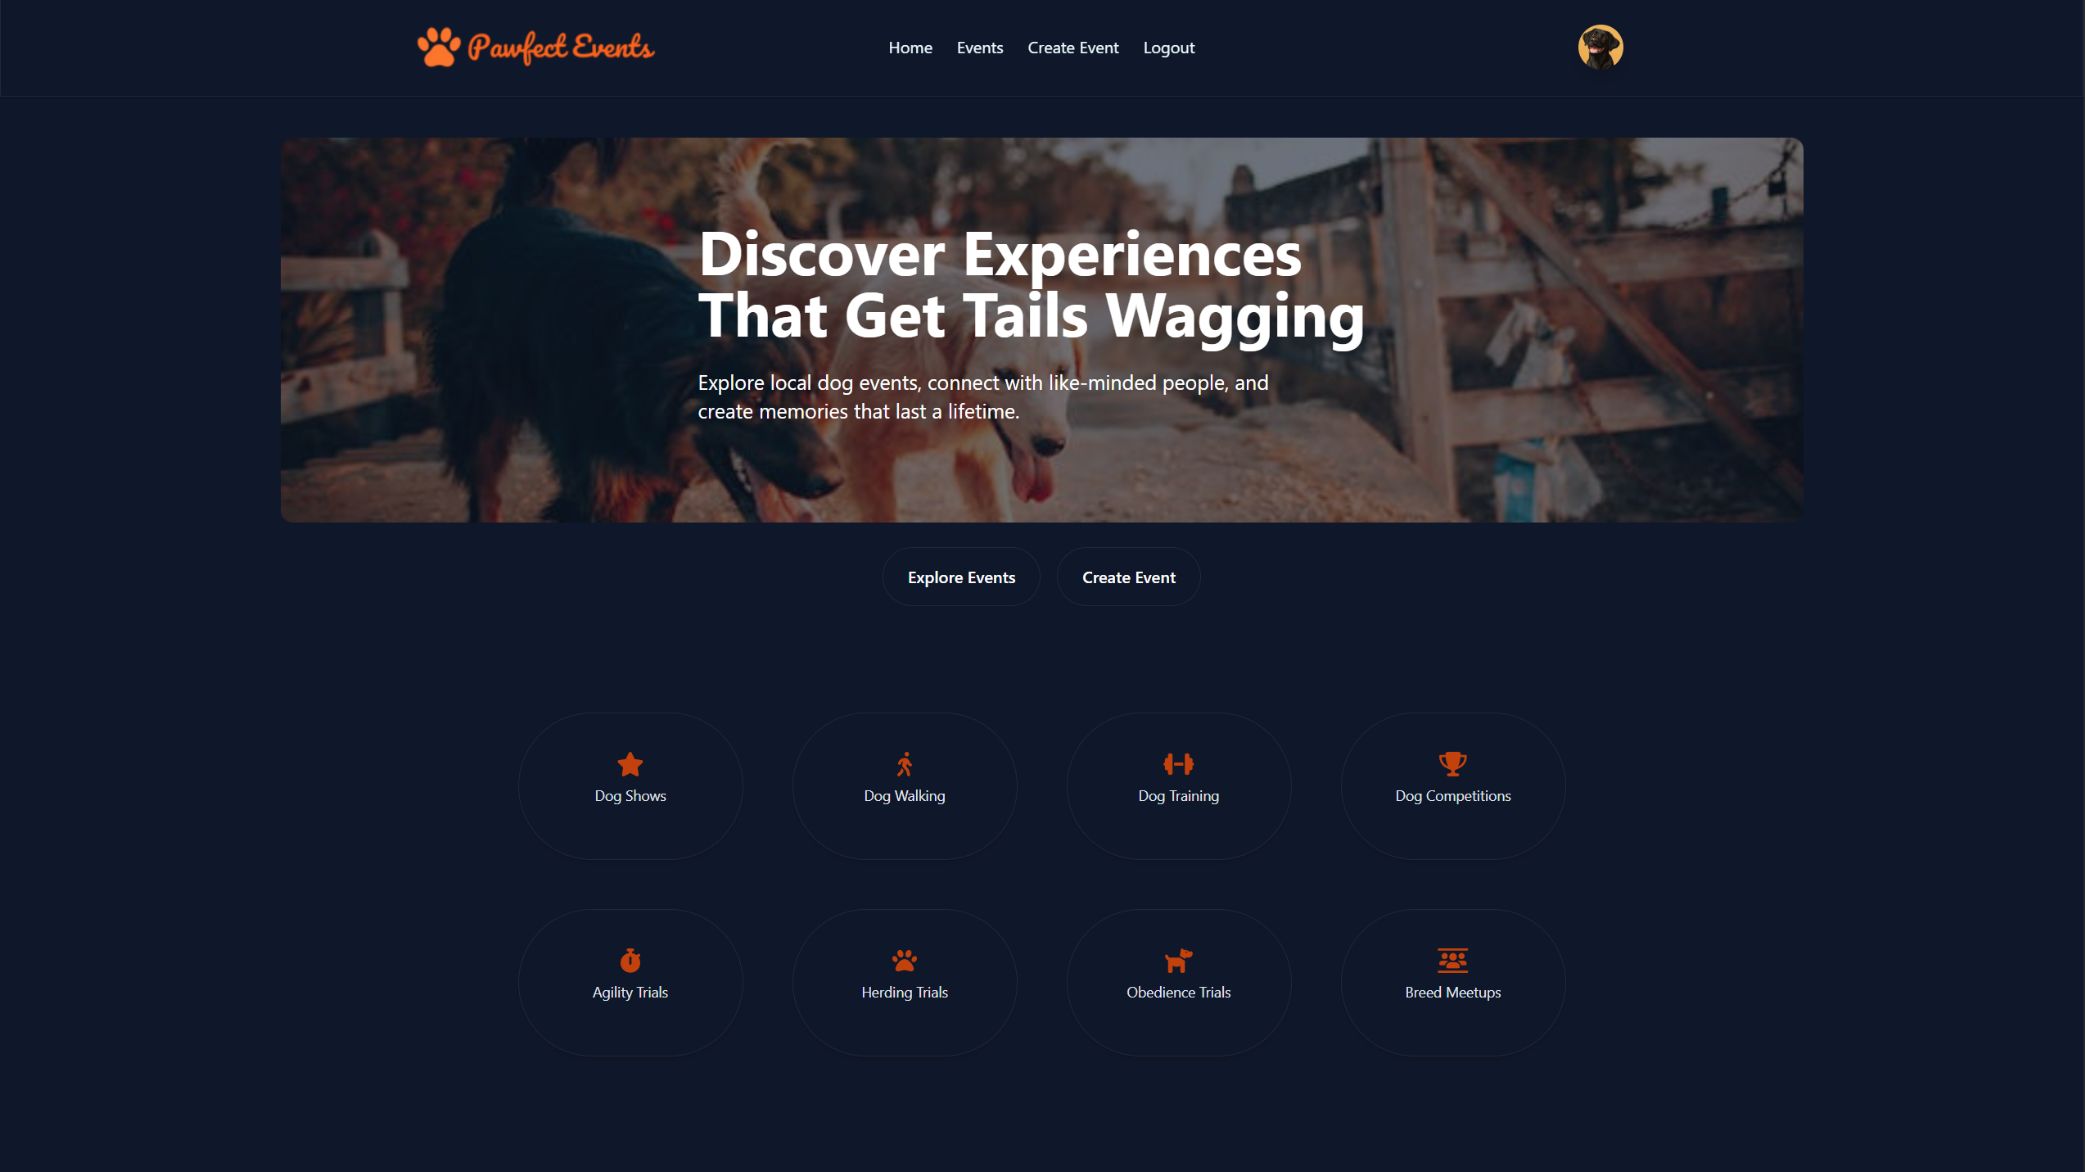 Pawfect Events
Home
Events
Create Event
Logout
Discover Experiences
That Get Tails Wagging
Explore local dog events, connect with like-minded people, and
create memories that last a lifetime.
Explore Events
Create Event
Dog Shows
Dog Walking
Dog Training
Dog Competitions
Agility Trials
Herding Trials
Obedience Trials
Breed Meetups